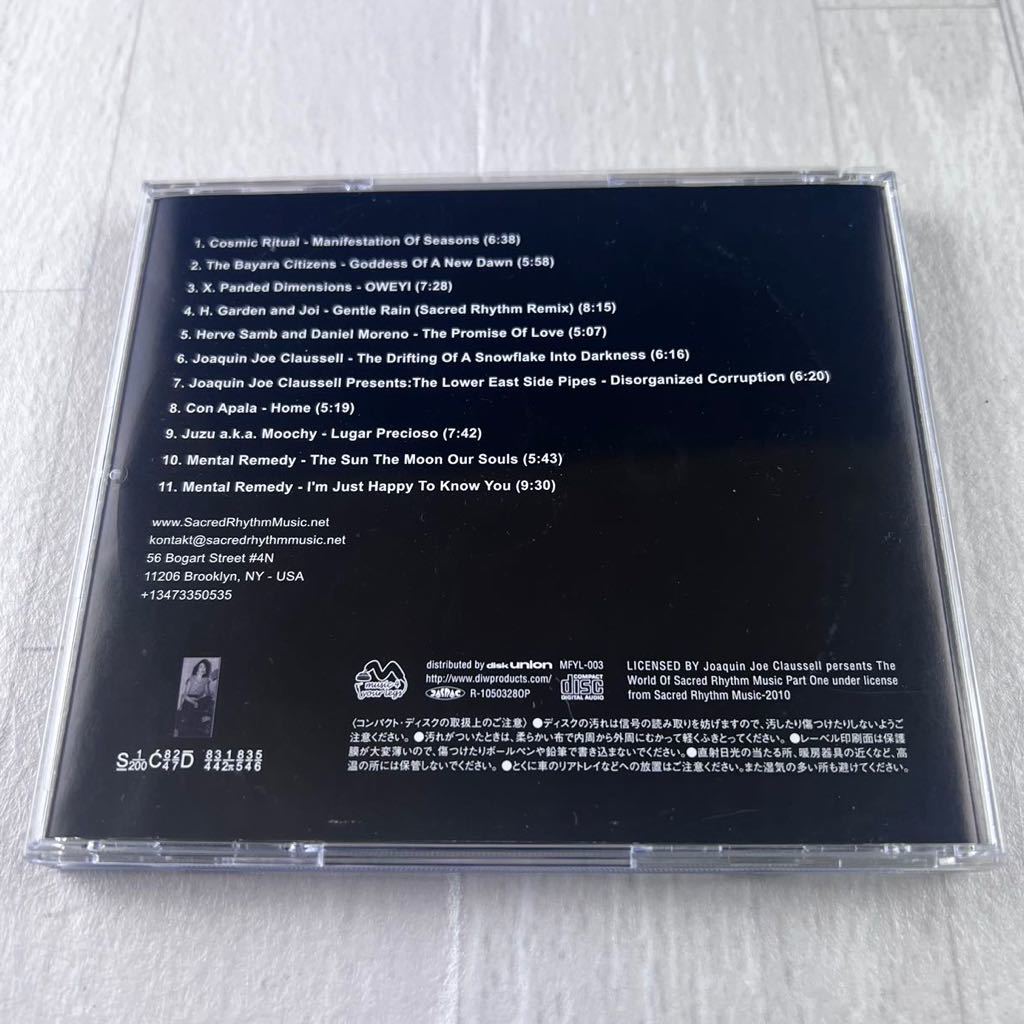 1. Cosmic Ritual - Manifestation Of Seasons (6:38)
2. The Bayara Citizens - Goddess Of A New Dawn (5:58)
3. X. Panded Dimensions - OWEYI (7:28)
4. H. Garden and Joi - Gentle Rain (Sacred Rhythm Remix) (8:15)
5. Herve Samb and Daniel Moreno - The Promise Of Love (5:07)
6. Joaquin Joe Claussell - The Drifting Of A Snowflake Into Darkness (6:16)
7. Joaquin Joe Claussell Presents:The Lower East Side Pipes - Disorganized Corruption (6:20)
8. Con Apala - Home (5:19)
9. Juzu a.k.a. Moochy - Lugar Precioso (7:42)
10. Mental Remedy - The Sun The Moon Our Souls (5:43)
11. Mental Remedy - I'm Just Happy To Know You (9:30)
www.SacredRhythmMusic.net
kontakt@sacredrhythmmusic.net
56 Bogart Street #4N
11206 Brooklyn, NY - USA
+13473350535
music 4 your legs
distributed by disk union MFYL-003
http://www.diwproducts.com/
R-1050328OP
COMPACT disc DIGITAL AUDIO
LICENSED BY Joaquin Joe Claussell persents The
World Of Sacred Rhythm Music Part One under license
from Sacred Rhythm Music-2010
〈コンパクト・ディスクの取扱上のご注意〉 ●ディスクの汚れは信号の読み取りを妨げますので、汚したり傷つけたりしないようご
注意ください。 ●汚れがついたときは、柔らかい布で内周から外周にむかって軽くふきとってください。 ●レーベル印刷面は保護
膜が大変薄いので、傷つけたりボールペンや鉛筆で書き込まないでください。 ●直射日光の当たる所、暖房器具の近くなど、高
温の所には保管しないでください。 ●とくに車のリアトレイなどへの放置はご注意ください。また湿気の多い所も避けてください。